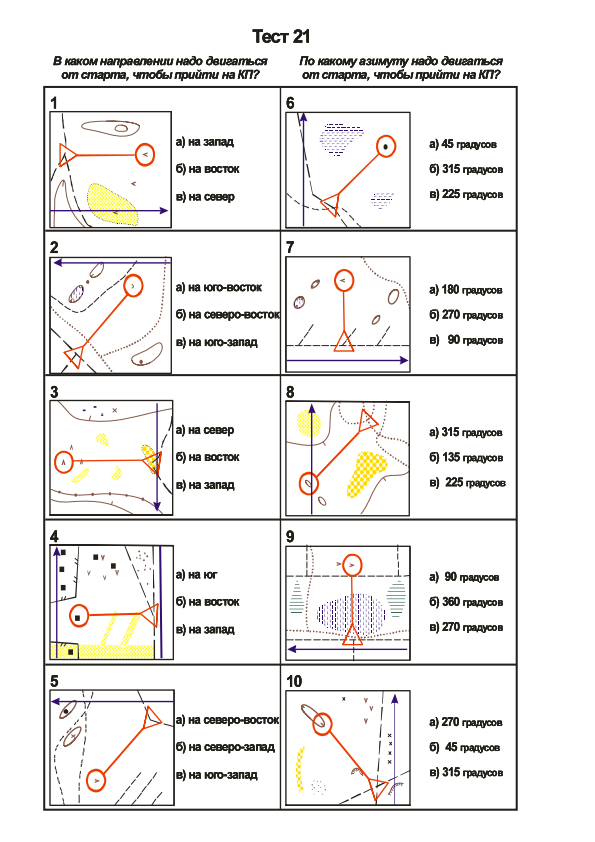 Тест 21
В каком направлении надо двигаться
от старта, чтобы прийти на КП?
По какому азимуту надо двигаться
от старта, чтобы прийти на КП?
1
а) на запад
б) на восток
в) на север
6
а) 45 градусов
б) 315 градусов
в) 225 градусов
2
а) на юго-восток
б) на северо-восток
в) на юго-запад
7
а) 180 градусов
б) 270 градусов
в) 90 градусов
3
а) на север
б) на восток
в) на запад
8
а) 315 градусов
б) 135 градусов
в) 225 градусов
4
а) на юг
б) на восток
в) на запад
9
а) 90 градусов
б) 360 градусов
в) 270 градусов
5
а) на северо-восток
б) на северо-запад
в) на юго-запад
10
а) 270 градусов
б) 45 градусов
в) 315 градусов